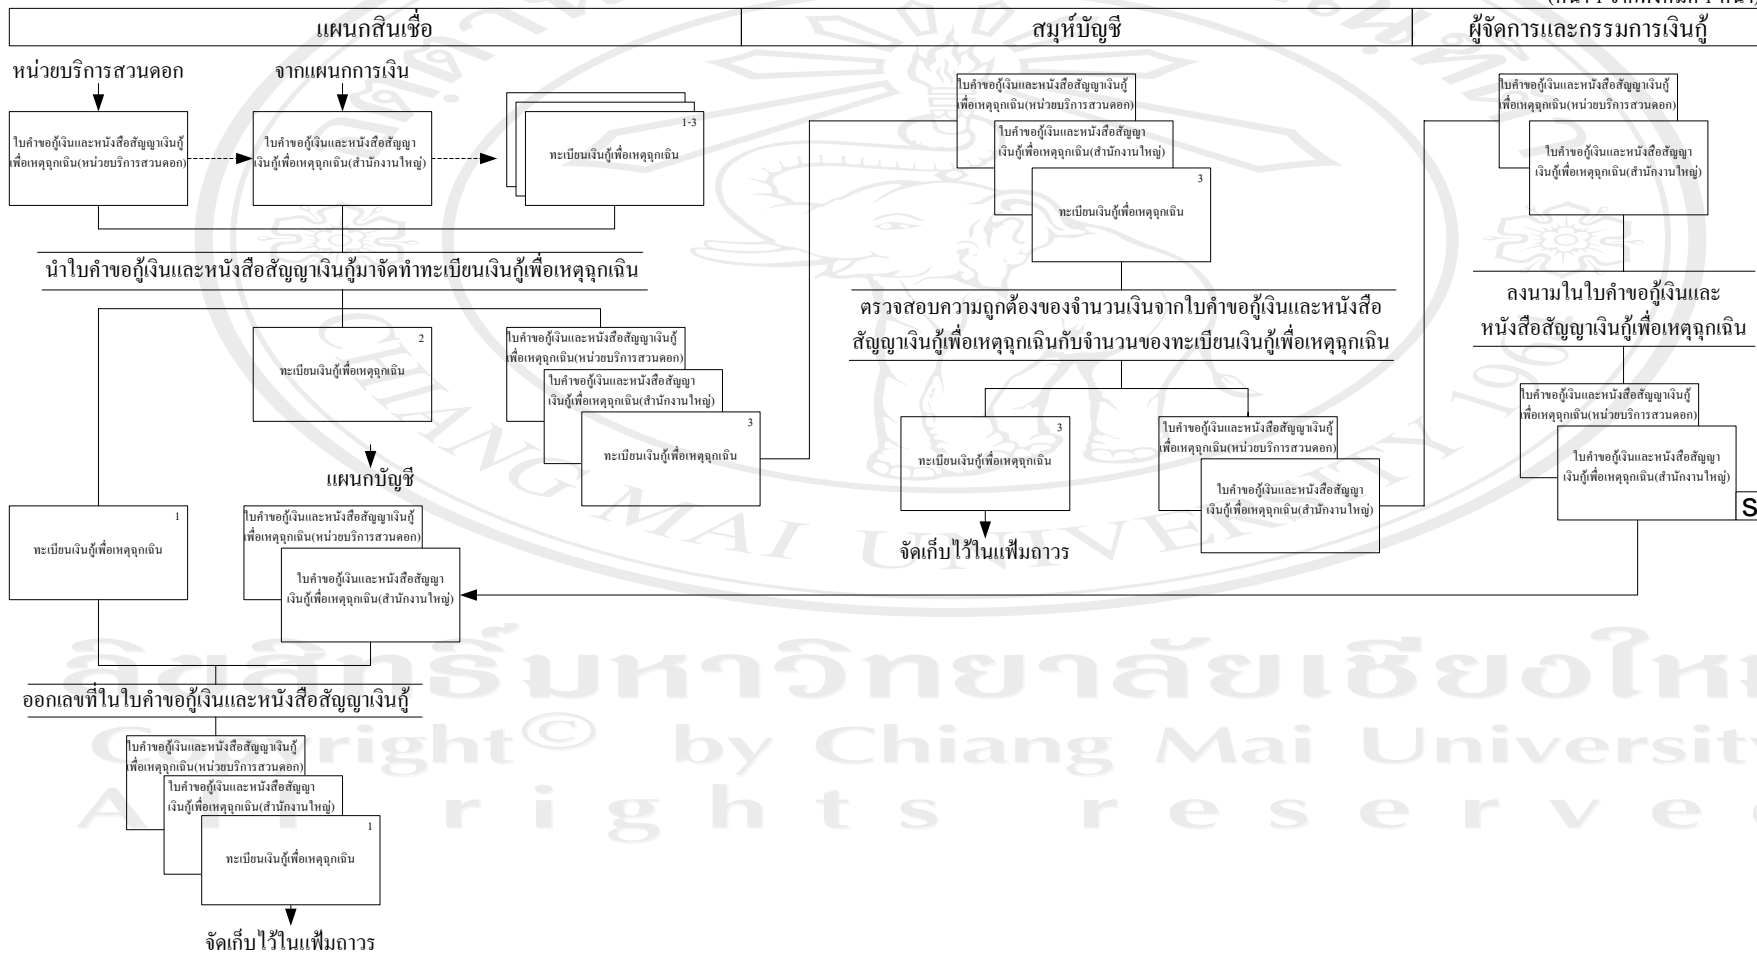 แผนกสินเชื่อ
สมุห์บัญชี
ผู้จัดการและกรรมการเงินกู้
หน่วยบริการสวนดอก
จากแผนกการเงิน
ใบคำขอกู้เงินและหนังสือสัญญาเงินกู้
เพื่อเหตุฉุกเฉิน(หน่วยบริการสวนดอก)
ใบคำขอกู้เงินและหนังสือสัญญา
เงินกู้เพื่อเหตุฉุกเฉิน(สำนักงานใหญ่)
1-3
ทะเบียนเงินกู้เพื่อเหตุฉุกเฉิน
นำใบคำขอกู้เงินและหนังสือสัญญาเงินกู้มาจัดทำทะเบียนเงินกู้เพื่อเหตุฉุกเฉิน
2
ทะเบียนเงินกู้เพื่อเหตุฉุกเฉิน
แผนกบัญชี
ใบคำขอกู้เงินและหนังสือสัญญาเงินกู้
เพื่อเหตุฉุกเฉิน(หน่วยบริการสวนดอก)
ใบคำขอกู้เงินและหนังสือสัญญา
เงินกู้เพื่อเหตุฉุกเฉิน(สำนักงานใหญ่)
3
ทะเบียนเงินกู้เพื่อเหตุฉุกเฉิน
1
ทะเบียนเงินกู้เพื่อเหตุฉุกเฉิน
ใบคำขอกู้เงินและหนังสือสัญญาเงินกู้
เพื่อเหตุฉุกเฉิน(หน่วยบริการสวนดอก)
ใบคำขอกู้เงินและหนังสือสัญญา
เงินกู้เพื่อเหตุฉุกเฉิน(สำนักงานใหญ่)
ออกเลขที่ในใบคำขอกู้เงินและหนังสือสัญญาเงินกู้
ใบคำขอกู้เงินและหนังสือสัญญาเงินกู้
เพื่อเหตุฉุกเฉิน(หน่วยบริการสวนดอก)
ใบคำขอกู้เงินและหนังสือสัญญา
เงินกู้เพื่อเหตุฉุกเฉิน(สำนักงานใหญ่)
1
ทะเบียนเงินกู้เพื่อเหตุฉุกเฉิน
จัดเก็บไว้ในแฟ้มถาวร
ใบคำขอกู้เงินและหนังสือสัญญาเงินกู้
เพื่อเหตุฉุกเฉิน(หน่วยบริการสวนดอก)
ใบคำขอกู้เงินและหนังสือสัญญา
เงินกู้เพื่อเหตุฉุกเฉิน(สำนักงานใหญ่)
3
ทะเบียนเงินกู้เพื่อเหตุฉุกเฉิน
ตรวจสอบความถูกต้องของจำนวนเงินจากใบคำขอกู้เงินและหนังสือ
สัญญาเงินกู้เพื่อเหตุฉุกเฉินกับจำนวนของทะเบียนเงินกู้เพื่อเหตุฉุกเฉิน
3
ทะเบียนเงินกู้เพื่อเหตุฉุกเฉิน
จัดเก็บไว้ในแฟ้มถาวร
ใบคำขอกู้เงินและหนังสือสัญญาเงินกู้
เพื่อเหตุฉุกเฉิน(หน่วยบริการสวนดอก)
ใบคำขอกู้เงินและหนังสือสัญญา
เงินกู้เพื่อเหตุฉุกเฉิน(สำนักงานใหญ่)
ใบคำขอกู้เงินและหนังสือสัญญาเงินกู้
เพื่อเหตุฉุกเฉิน(หน่วยบริการสวนดอก)
ใบคำขอกู้เงินและหนังสือสัญญา
เงินกู้เพื่อเหตุฉุกเฉิน(สำนักงานใหญ่)
ลงนามในใบคำขอกู้เงินและ
หนังสือสัญญาเงินกู้เพื่อเหตุฉุกเฉิน
ใบคำขอกู้เงินและหนังสือสัญญาเงินกู้
เพื่อเหตุฉุกเฉิน(หน่วยบริการสวนดอก)
ใบคำขอกู้เงินและหนังสือสัญญา
เงินกู้เพื่อเหตุฉุกเฉิน(สำนักงานใหญ่)
S
CHIANG MAI UNIVERSITY
ลิขสิทธิ์มหาวิทยาลัยเชียงให
Copyright© by Chiang Mai University
All rights reserve